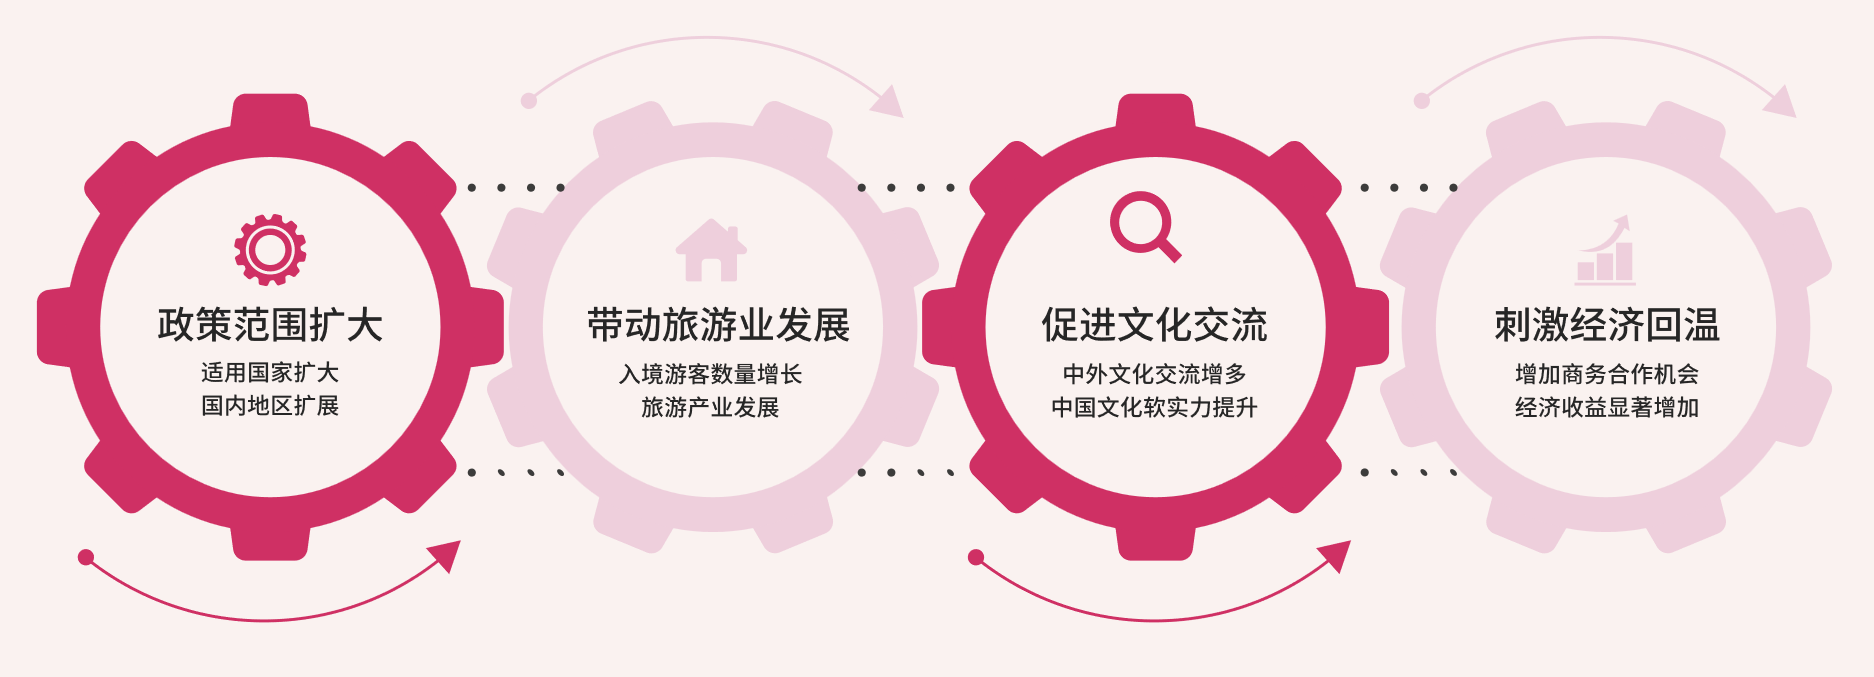 政策范围扩大
适用国家扩大
国内地区扩展
带动旅游业发展
入境游客数量增长
旅游产业发展
促进文化交流
中外文化交流增多
中国文化软实力提升
刺激经济回温
增加商务合作机会
经济收益显著增加